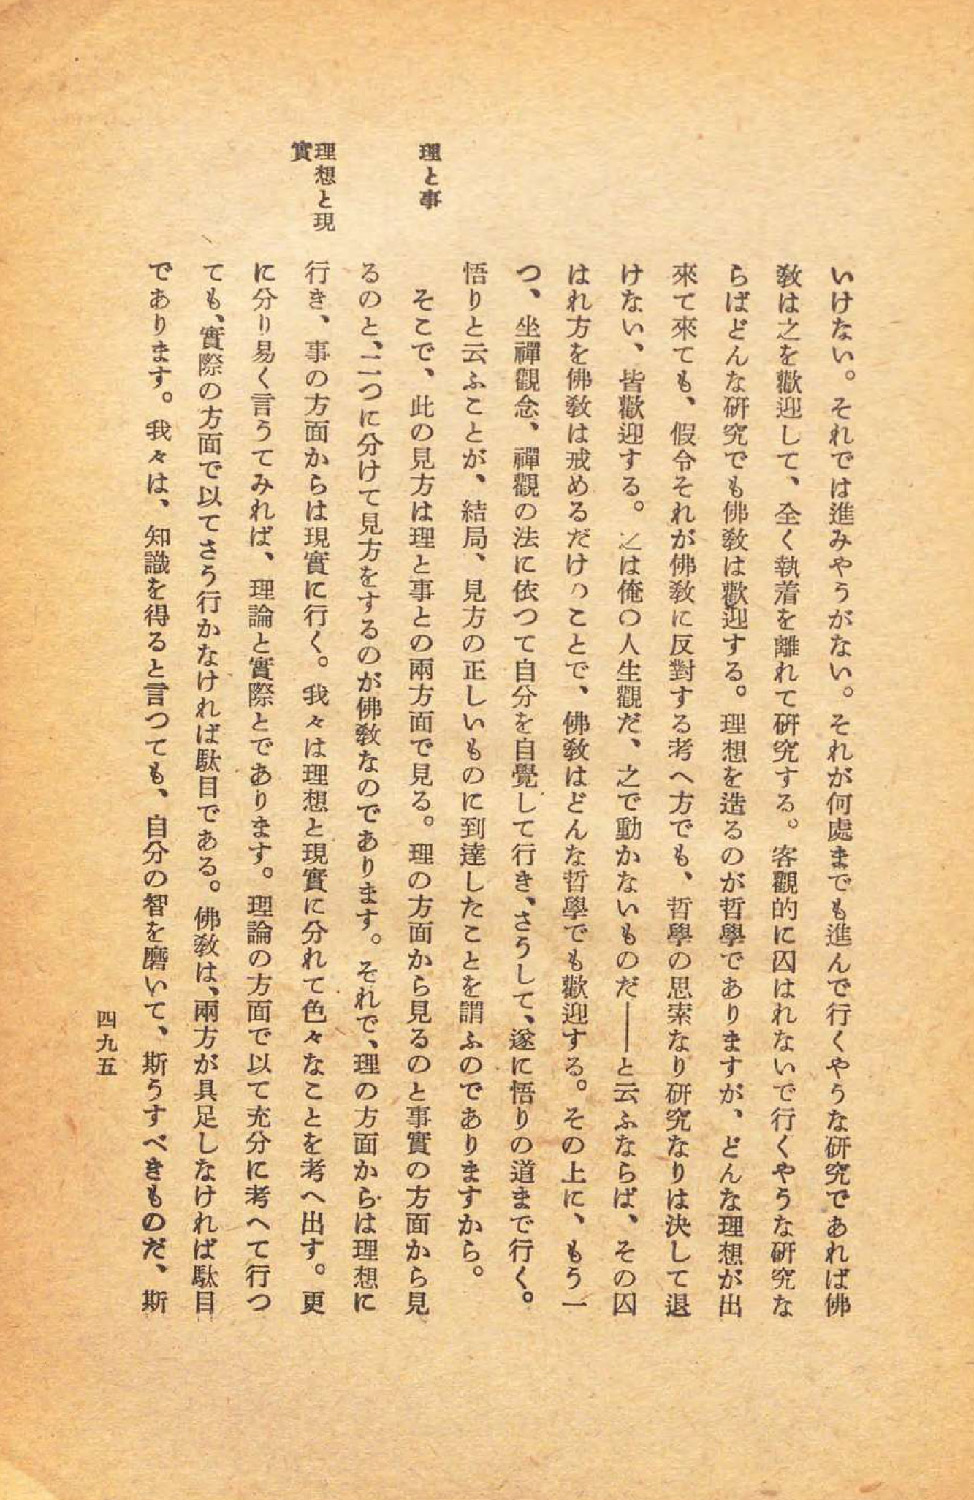 いけない。それでは進みやうがない。それが何處までも進んで行くやうな硏究であれば佛
敎は之を歡迎して、全く執着を離れて硏究する。客觀的に囚はれないで行くやうな硏究な
らばどんな硏究でも佛敎は歡迎する。理想を造るのが哲學でありますが、どんな理想が出
來て來ても、假令それが佛敎に反對する考へ方でも、哲學の思索なり硏究なりは決して退
けない、皆歡迎する。之は俺の人生觀だ、之で動かないものだ――と云ふならば、その囚
はれ方を佛敎は戒めるだけのことで、佛敎はどんな哲學でも歡迎する。その上に、もう一
つ、坐禪觀念、禪觀の法に依つて自分を自覺して行き、さうして、遂に悟りの道まで行く。
悟りと云ふことが、結局、見方の正しいものに到達したことを謂ふのでありますから。
理と事
そこで、此の見方は理と事との兩方面で見る。理の方面から見るのと事實の方面から見
るのと、二つに分けて見方をするのが佛敎なのであります。それで、理の方面からは理想に
理想と現
實
行き、事の方面からは現實に行く。我々は理想と現實に分れて色々なことを考へ出す。更
に分り易く言うてみれば、理論と實際とであります。理論の方面で以て充分に考へて行つ
ても、實際の方面で以てさう行かなければ駄目である。佛敎は、兩方が具足しなければ駄目
であります。我々は、知識を得ると言つても、自分の智を磨いて、斯うすべきものだ、斯
四九五